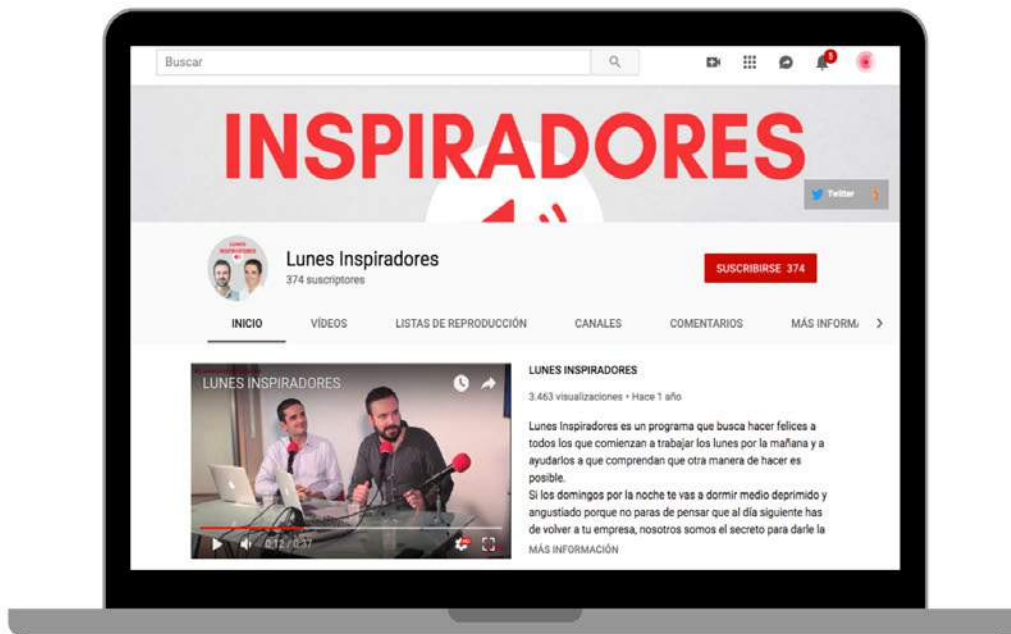 Buscar
5
INSPIRADORES
Twitter
LUNES
INSPIRADORES
Lunes Inspiradores
374 suscriptores
SUSCRIBIRSE 374
INICIO VÍDEOS LISTAS DE REPRODUCCIÓN CANALES COMENTARIOS MÁS INFORM
LUNES INSPIRADORES
0:12 / 0:37
LUNES INSPIRADORES
3.463 visualizaciones • Hace 1 año
Lunes Inspiradores es un programa que busca hacer felices a
todos los que comienzan a trabajar los lunes por la mañana y a
ayudarlos a que comprendan que otra manera de hacer es
posible.
Si los domingos por la noche te vas a dormir medio deprimido y
angustiado porque no paras de pensar que al día siguiente has
de volver a tu empresa, nosotros somos el secreto para darle la
MÁS INFORMACIÓN